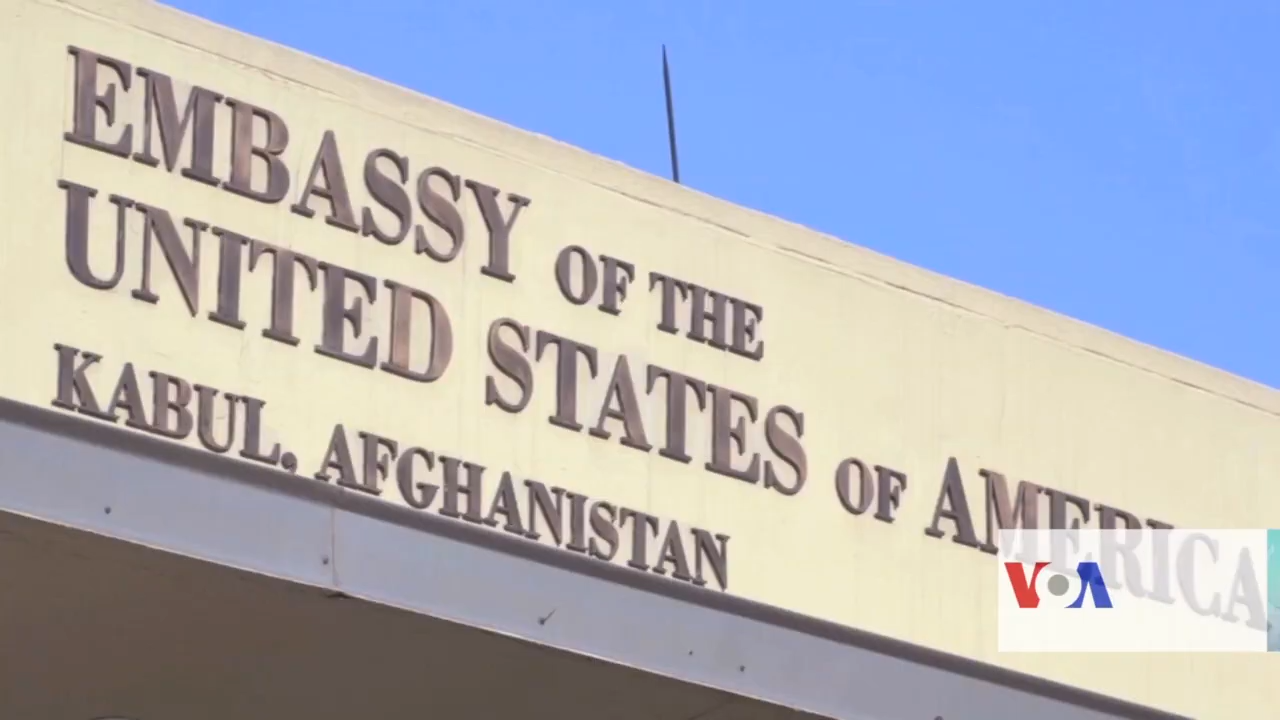 EMBASSY OF THE
UNITED STATES OF AMERICA
KABUL, AFGHANISTAN
VOA